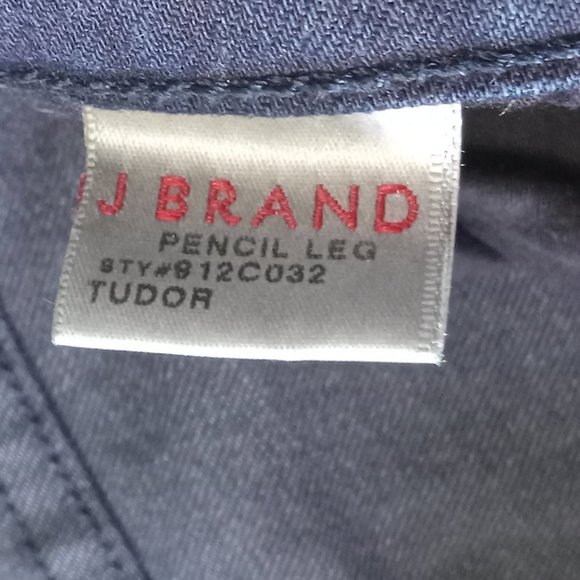 J BRAND
PENCIL LEG
STY#912C032
TUDOR